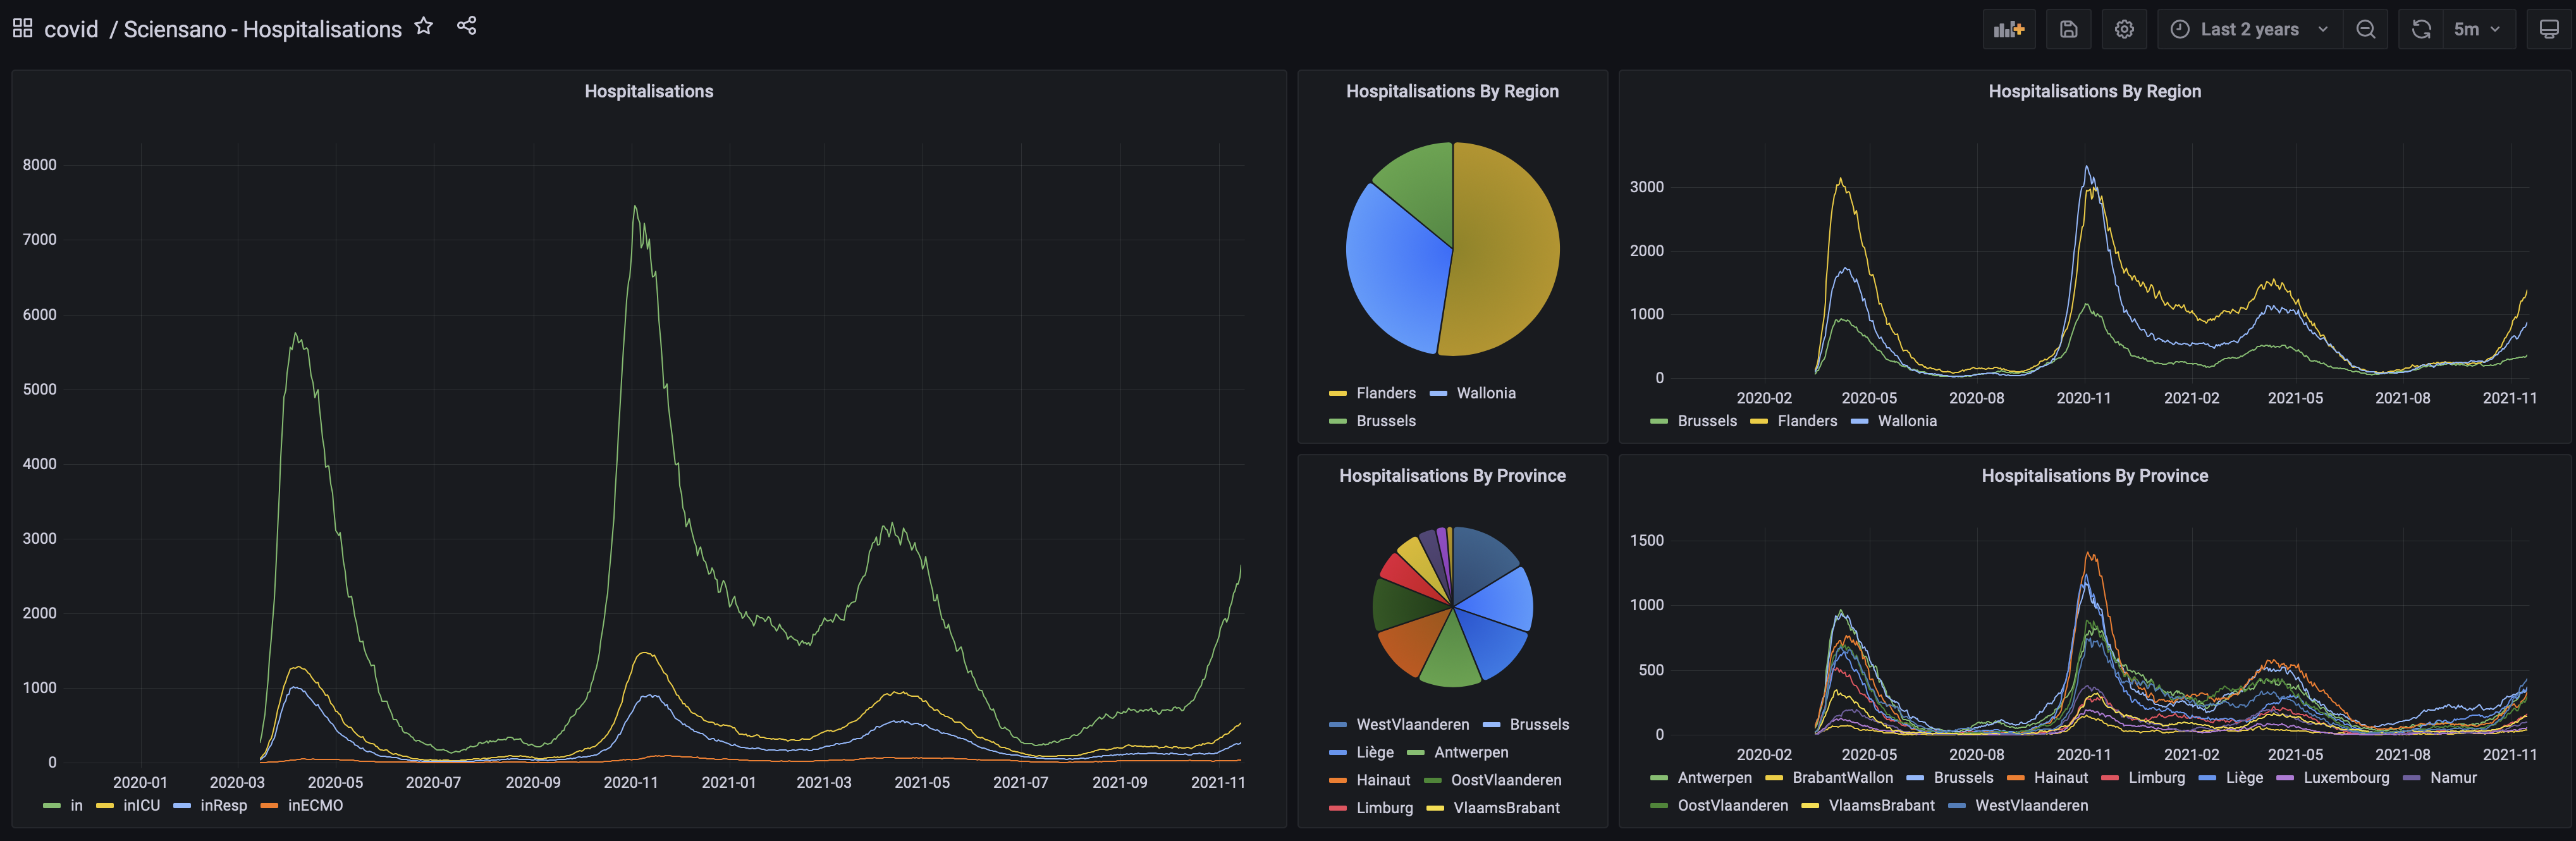 covid / Sciensano - Hospitalisations
Last 2 years
5m
Hospitalisations
8000
7000
6000
5000
4000
3000
2000
1000
0
2020-01 2020-03 2020-05 2020-07 2020-09 2020-11 2021-01 2021-03 2021-05 2021-07 2021-09 2021-11
in inICU inResp inECMO
Hospitalisations By Region
Flanders Wallonia
Brussels
Hospitalisations By Region
3000
2000
1000
0
2020-02 2020-05 2020-08 2020-11 2021-02 2021-05 2021-08 2021-11
Brussels Flanders Wallonia
Hospitalisations By Province
WestVlaanderen Brussels
Liège Antwerpen
Hainaut OostVlaanderen
Limburg VlaamsBrabant
Hospitalisations By Province
1500
1000
500
0
2020-02 2020-05 2020-08 2020-11 2021-02 2021-05 2021-08 2021-11
Antwerpen BrabantWallon Brussels Hainaut Limburg Liège Luxembourg Namur
OostVlaanderen VlaamsBrabant WestVlaanderen